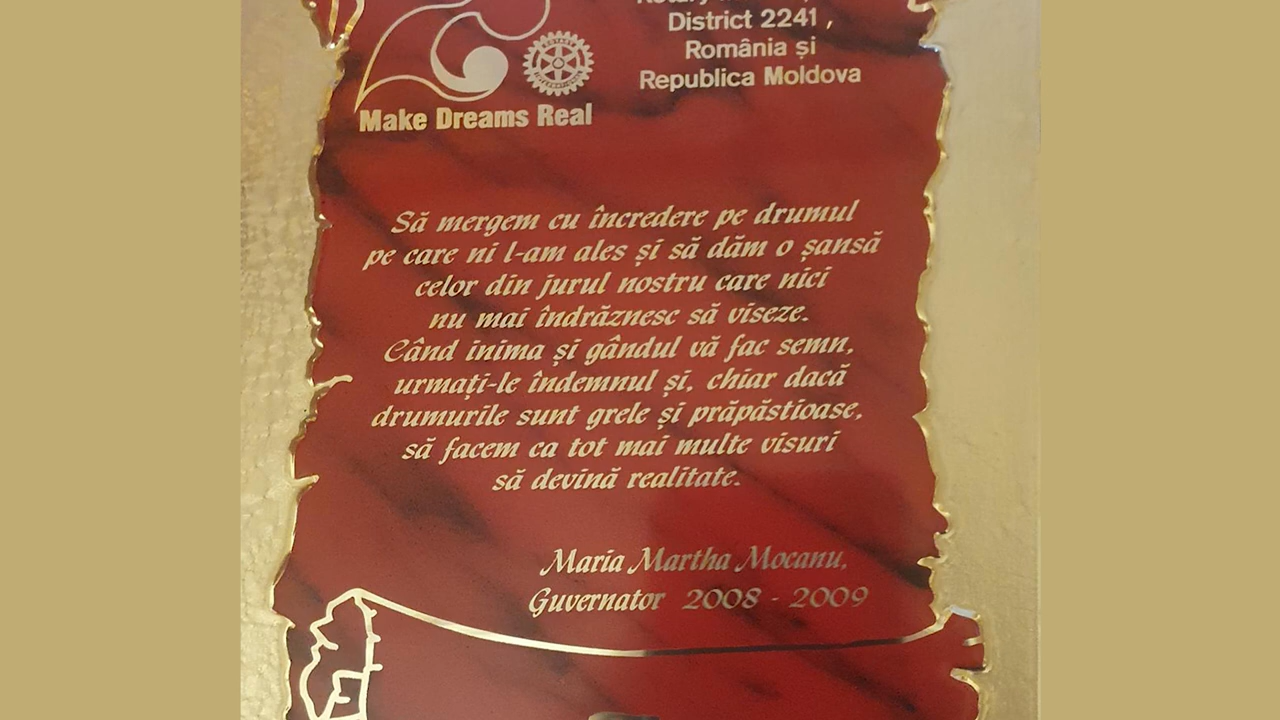 District 2241 ,
România și
Republica Moldova
Make Dreams Real
Să mergem cu încredere pe drumul
pe care ni l-am ales și să dăm o șansă
celor din jurul nostru care nici
nu mai îndrăznesc să viseze.
Când inima și gândul vă fac semn,
urmați-le îndemnul și, chiar dacă
drumurile sunt grele și prăpăstioase,
să facem ca tot mai multe visuri
să devină realitate.
Maria Martha Mocanu,
Guvernator 2008 - 2009